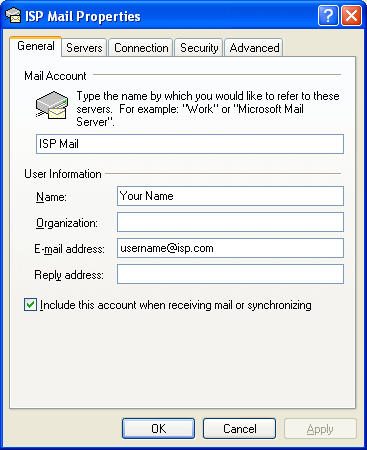 ISP Mail Properties
General Servers Connection Security Advanced
Mail Account
Type the name by which you would like to refer to these
servers. For example: "Work" or "Microsoft Mail
Server".
ISP Mail
User Information
Name: Your Name
Organization:
E-mail address: username@isp.com
Reply address:
Include this account when receiving mail or synchronizing
OK Cancel Apply